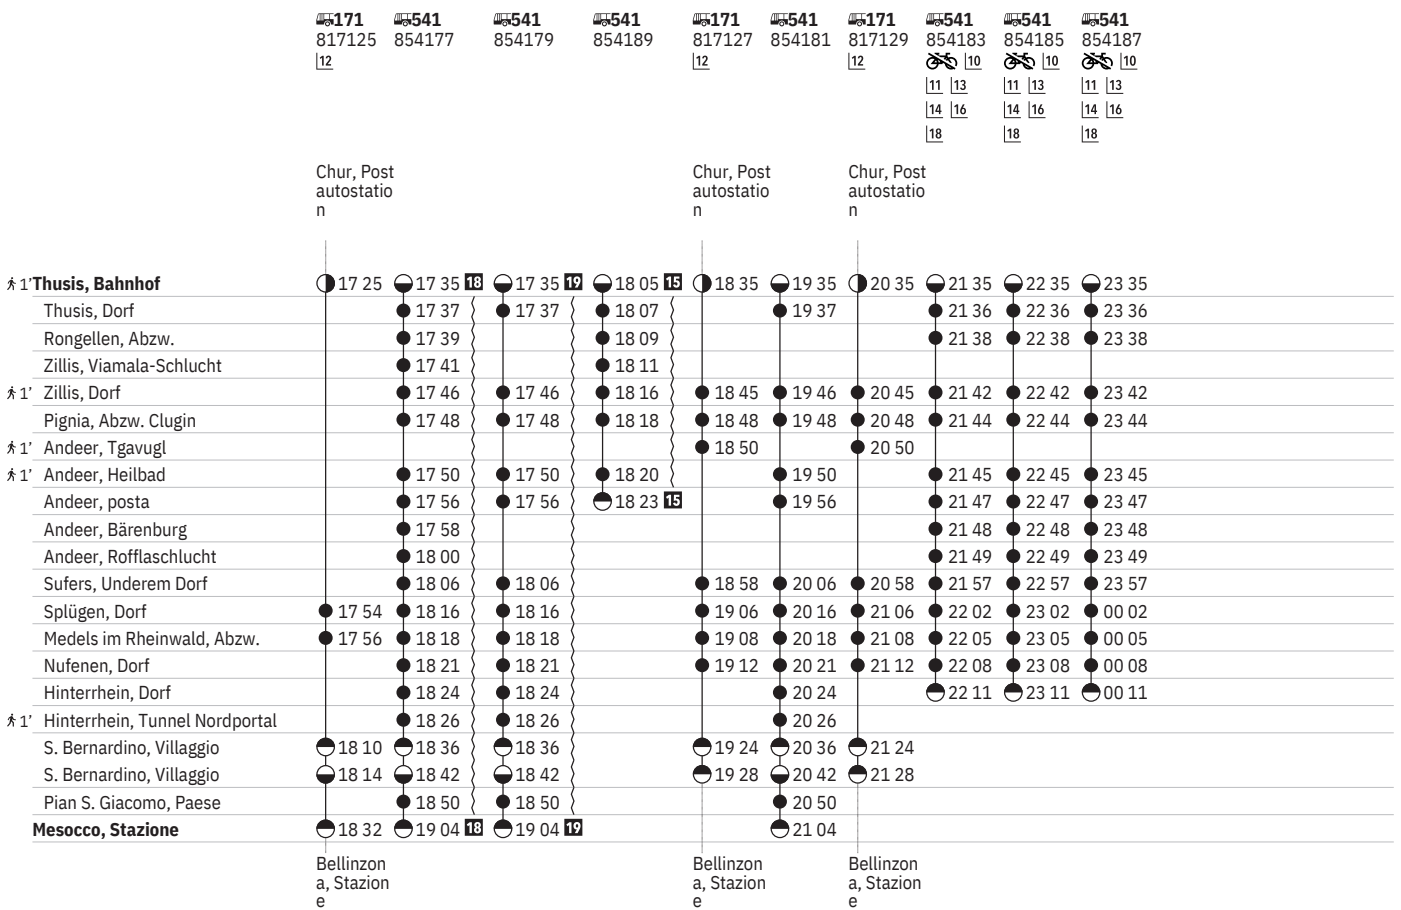 171 541 541 541 171 541 171 541 541 541
817125 854177 854179 854189 817127 854181 817129 854183 854185 854187
12 12 12 10 10 10
11 13 11 13 11 13
14 16 14 16 14 16
18 18 18
Chur, Post Chur, Post Chur, Post
autostatio autostatio autostatio
n n n
1' Thusis, Bahnhof 17 25 17 35 18 17 35 19 18 05 15 18 35 19 35 20 35 21 35 22 35 23 35
Thusis, Dorf 17 37 17 37 18 07 19 37 21 36 22 36 23 36
Rongellen, Abzw. 17 39 18 09 21 38 22 38 23 38
Zillis, Viamala-Schlucht 17 41 18 11
1' Zillis, Dorf 17 46 17 46 18 16 18 45 19 46 20 45 21 42 22 42 23 42
Pignia, Abzw. Clugin 17 48 17 48 18 18 18 48 19 48 20 48 21 44 22 44 23 44
1' Andeer, Tgavugl 18 50 20 50
1' Andeer, Heilbad 17 50 17 50 18 20 19 50 21 45 22 45 23 45
Andeer, posta 17 56 17 56 18 23 15 19 56 21 47 22 47 23 47
Andeer, Bärenburg 17 58 21 48 22 48 23 48
Andeer, Rofflaschlucht 18 00 21 49 22 49 23 49
Sufers, Underem Dorf 18 06 18 06 18 58 20 06 20 58 21 57 22 57 23 57
Splügen, Dorf 17 54 18 16 18 16 19 06 20 16 21 06 22 02 23 02 00 02
Medels im Rheinwald, Abzw. 17 56 18 18 18 18 19 08 20 18 21 08 22 05 23 05 00 05
Nufenen, Dorf 18 21 18 21 19 12 20 21 21 12 22 08 23 08 00 08
Hinterrhein, Dorf 18 24 18 24 20 24 22 11 23 11 00 11
1' Hinterrhein, Tunnel Nordportal 18 26 18 26 20 26
S. Bernardino, Villaggio 18 10 18 36 18 36 19 24 20 36 21 24
S. Bernardino, Villaggio 18 14 18 42 18 42 19 28 20 42 21 28
Pian S. Giacomo, Paese 18 50 18 50 20 50
Mesocco, Stazione 18 32 19 04 18 19 04 19 21 04
Bellinzon Bellinzon Bellinzon
a, Stazion a, Stazion a, Stazion
e e e